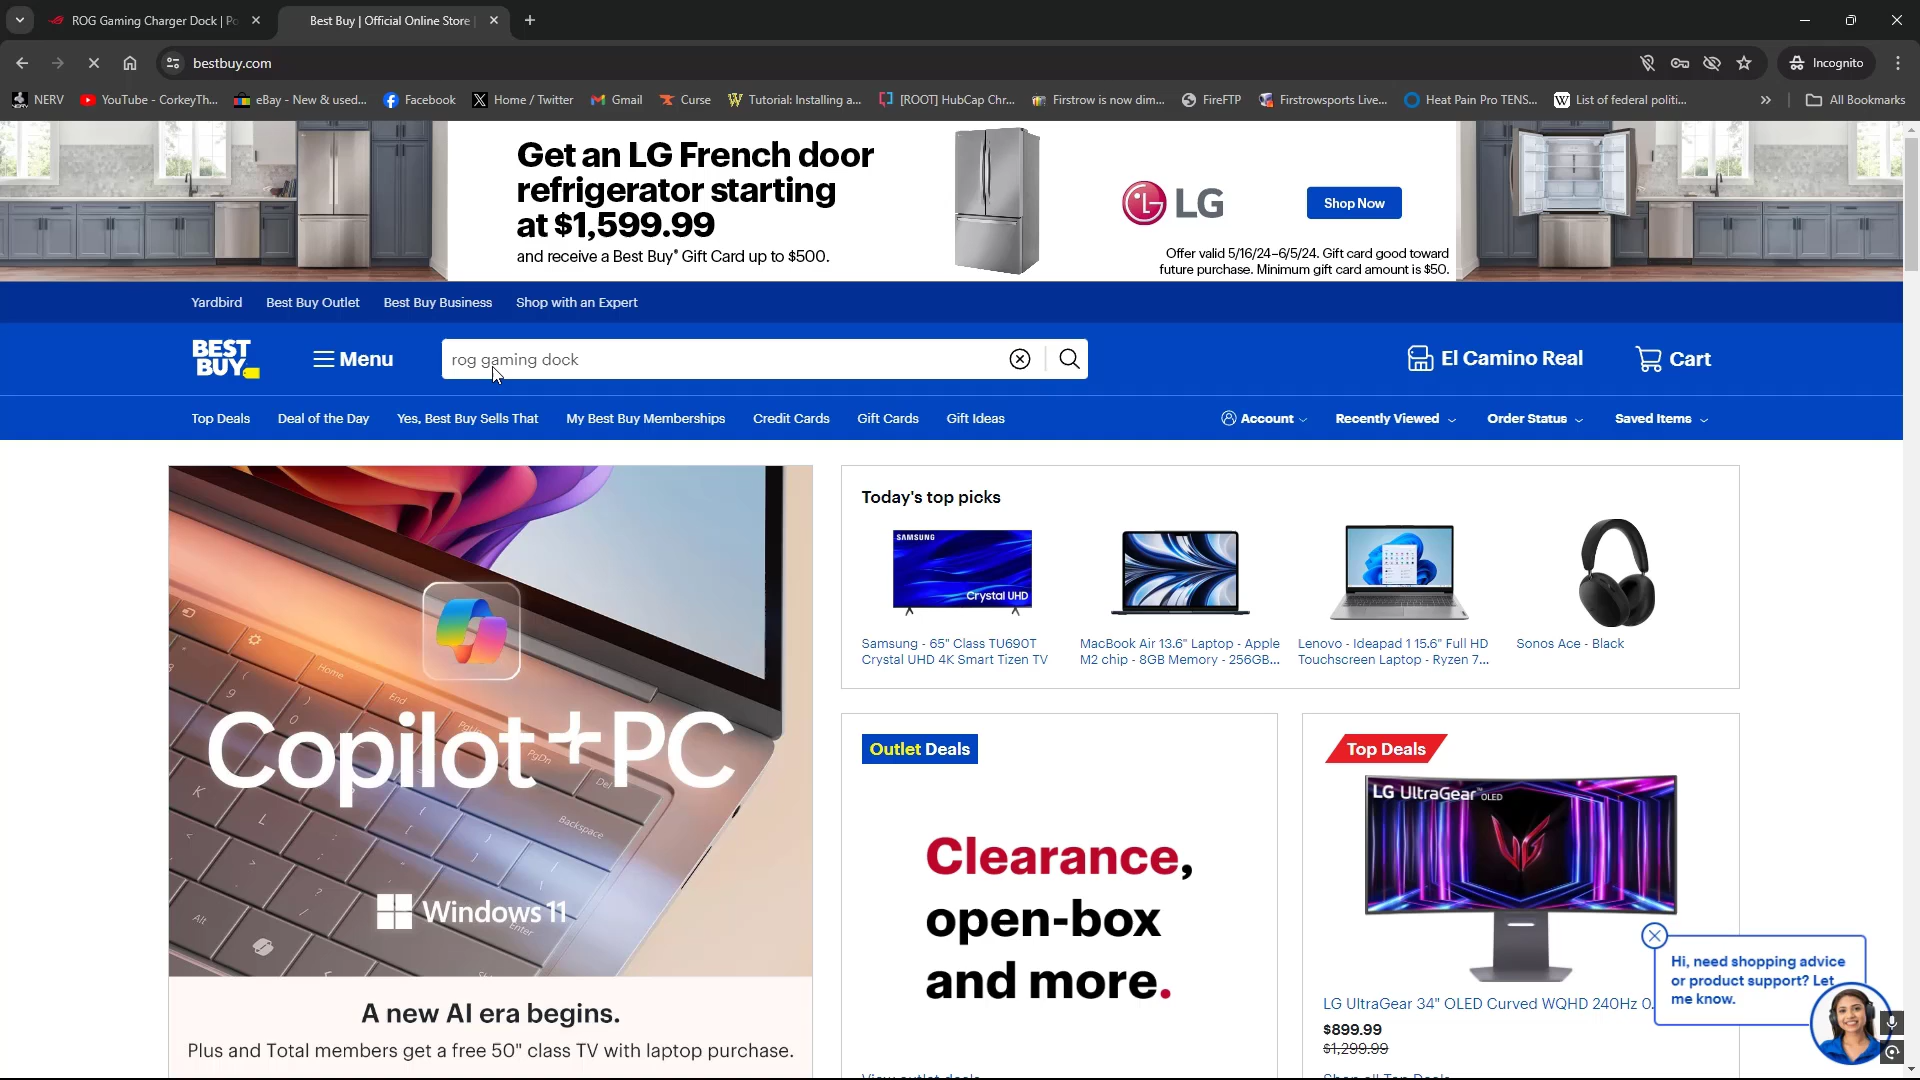 ROG Gaming Charger Dock | Po
Best Buy | Official Online Store
bestbuy.com
Incognito
NERV
YouTube - CorkeyTh...
eBay - New & used...
Facebook
Home / Twitter
Gmail
Curse
Tutorial: Installing a...
[ROOT] HubCap Chr...
Firstrow is now dim...
FireFTP
Firstrowsports Live...
Heat Pain Pro TENS...
List of federal politi...
All Bookmarks
Get an LG French door
refrigerator starting
at $1,599.99
and receive a Best Buy® Gift Card up to $500.
LG
Shop Now
Offer valid 5/16/24–6/5/24. Gift card good toward
future purchase. Minimum gift card amount is $50.
Yardbird
Best Buy Outlet
Best Buy Business
Shop with an Expert
BEST
BUY
Menu
rog gaming dock
El Camino Real
Cart
Top Deals
Deal of the Day
Yes, Best Buy Sells That
My Best Buy Memberships
Credit Cards
Gift Cards
Gift Ideas
Account
Recently Viewed
Order Status
Saved Items
Copilot+PC
Windows 11
Home
End
PgDn
Del
Backspace
Enter
Alt
K
L
A new AI era begins.
Plus and Total members get a free 50" class TV with laptop purchase.
Today's top picks
SAMSUNG
Crystal UHD
Samsung - 65" Class TU690T
Crystal UHD 4K Smart Tizen TV
MacBook Air 13.6" Laptop - Apple
M2 chip - 8GB Memory - 256GB...
Lenovo - Ideapad 1 15.6" Full HD
Touchscreen Laptop - Ryzen 7...
Sonos Ace - Black
Outlet Deals
Clearance,
open-box
and more.
View outlet deals
Top Deals
LG UltraGear™ OLED
LG UltraGear 34" OLED Curved WQHD 240Hz 0.
$899.99
$1,299.99
Shop all Top Deals
Hi, need shopping advice
or product support? Let
me know.